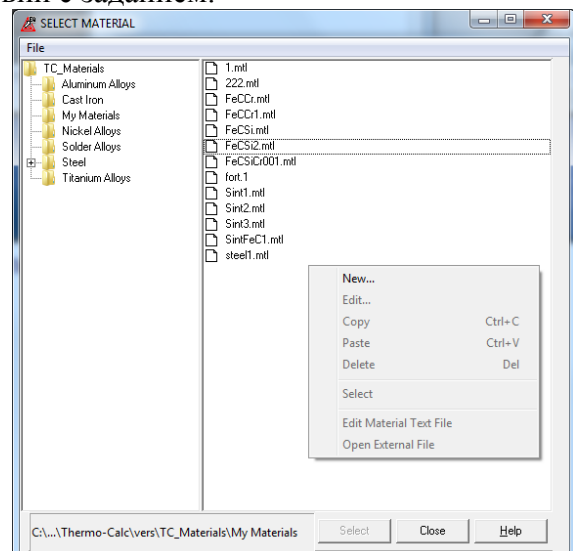 с заданием.
SELECT MATERIAL
File
TC_Materials
Aluminum Alloys
Cast Iron
My Materials
Nickel Alloys
Solder Alloys
Steel
Titanium Alloys
1.mtl
222.mtl
FeCCr.mtl
FeCCr1.mtl
FeCSi.mtl
FeCSi2.mtl
FeCSiCr001.mtl
fort.1
Sint1.mtl
Sint2.mtl
Sint3.mtl
SintFeC1.mtl
steel1.mtl
New...
Edit...
Copy Ctrl+C
Paste Ctrl+V
Delete Del
Select
Edit Material Text File
Open External File
C:\...\Thermo-Calc\vers\TC_Materials\My Materials
Select Close Help